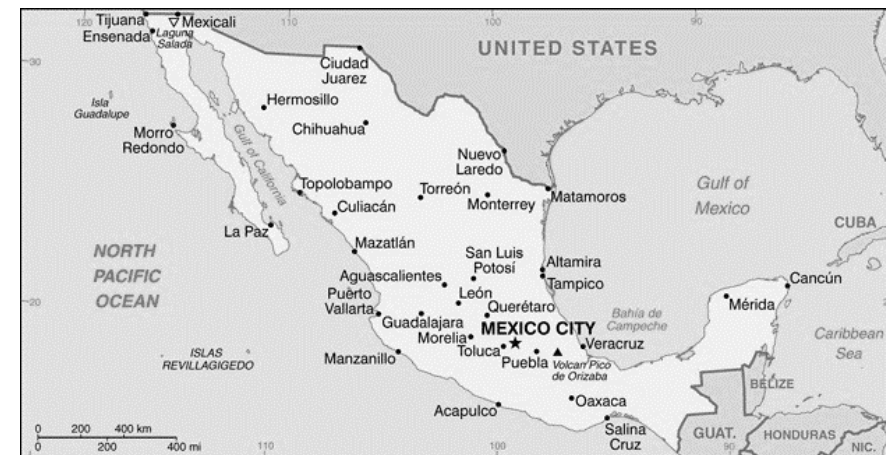 120
110
100
90
Tijuana
Mexicali
Ensenada
Laguna
Salada
UNITED STATES
30
Ciudad
Juarez
Isla
Guadalupe
Hermosillo
Chihuahua
Morro
Redondo
Gulf of California
Nuevo
Laredo
Topolobampo
Torreón
Monterrey
Matamoros
Gulf of
Mexico
Culiacán
La Paz
CUBA
NORTH
PACIFIC
OCEAN
Mazatlán
San Luis
Potosí
Altamira
Tampico
Aguascalientes
Cancún
20
Puerto
Vallarta
León
Querétaro
Mérida
Bahía de
Campeche
Guadalajara
MEXICO CITY
Morelia
Toluca
Puebla
Veracruz
Caribbean
Sea
ISLAS
REVILLAGIGEDO
Manzanillo
Volcan Pico
de Orizaba
BELIZE
Acapulco
Oaxaca
Salina
Cruz
GUAT.
HONDURAS
NIC.
0 200 400 km
0 200 400 mi
110
100
90